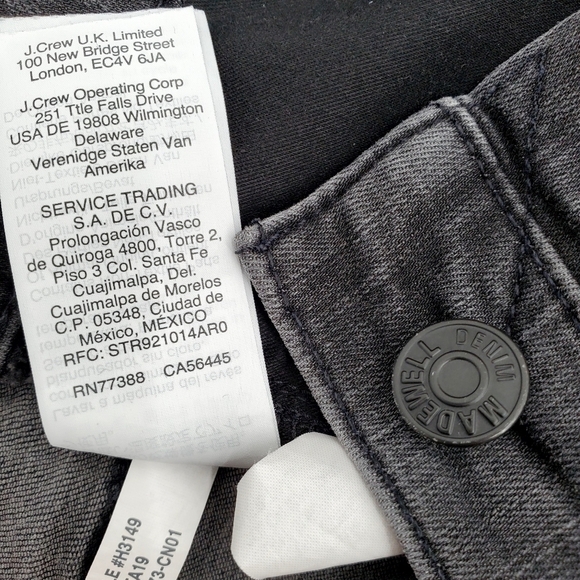 J.Crew U.K. Limited
100 New Bridge Street
London, EC4V 6JA
J.Crew Operating Corp
251 Ttle Falls Drive
USA DE 19808 Wilmington
Delaware
Verenidge Staten Van
Amerika
SERVICE TRADING
S.A. DE C.V.
Prolongación Vasco
de Quiroga 4800, Torre 2,
Piso 3 Col. Santa Fe
Cuajimalpa, Del.
Cuajimalpa de Morelos
C.P. 05348, Ciudad de
México, MÉXICO
RFC: STR921014AR0
RN77388 CA56445
#H3149
A19
3-CN01
MADEWELL DENIM